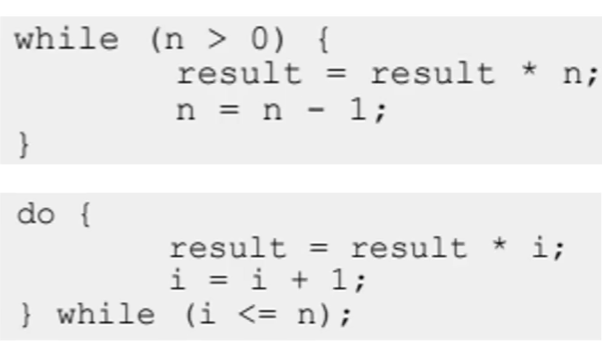 while (n > 0) {
result = result * n;
n = n - 1;
}
do {
result = result * i;
i = i + 1;
} while (i <= n);